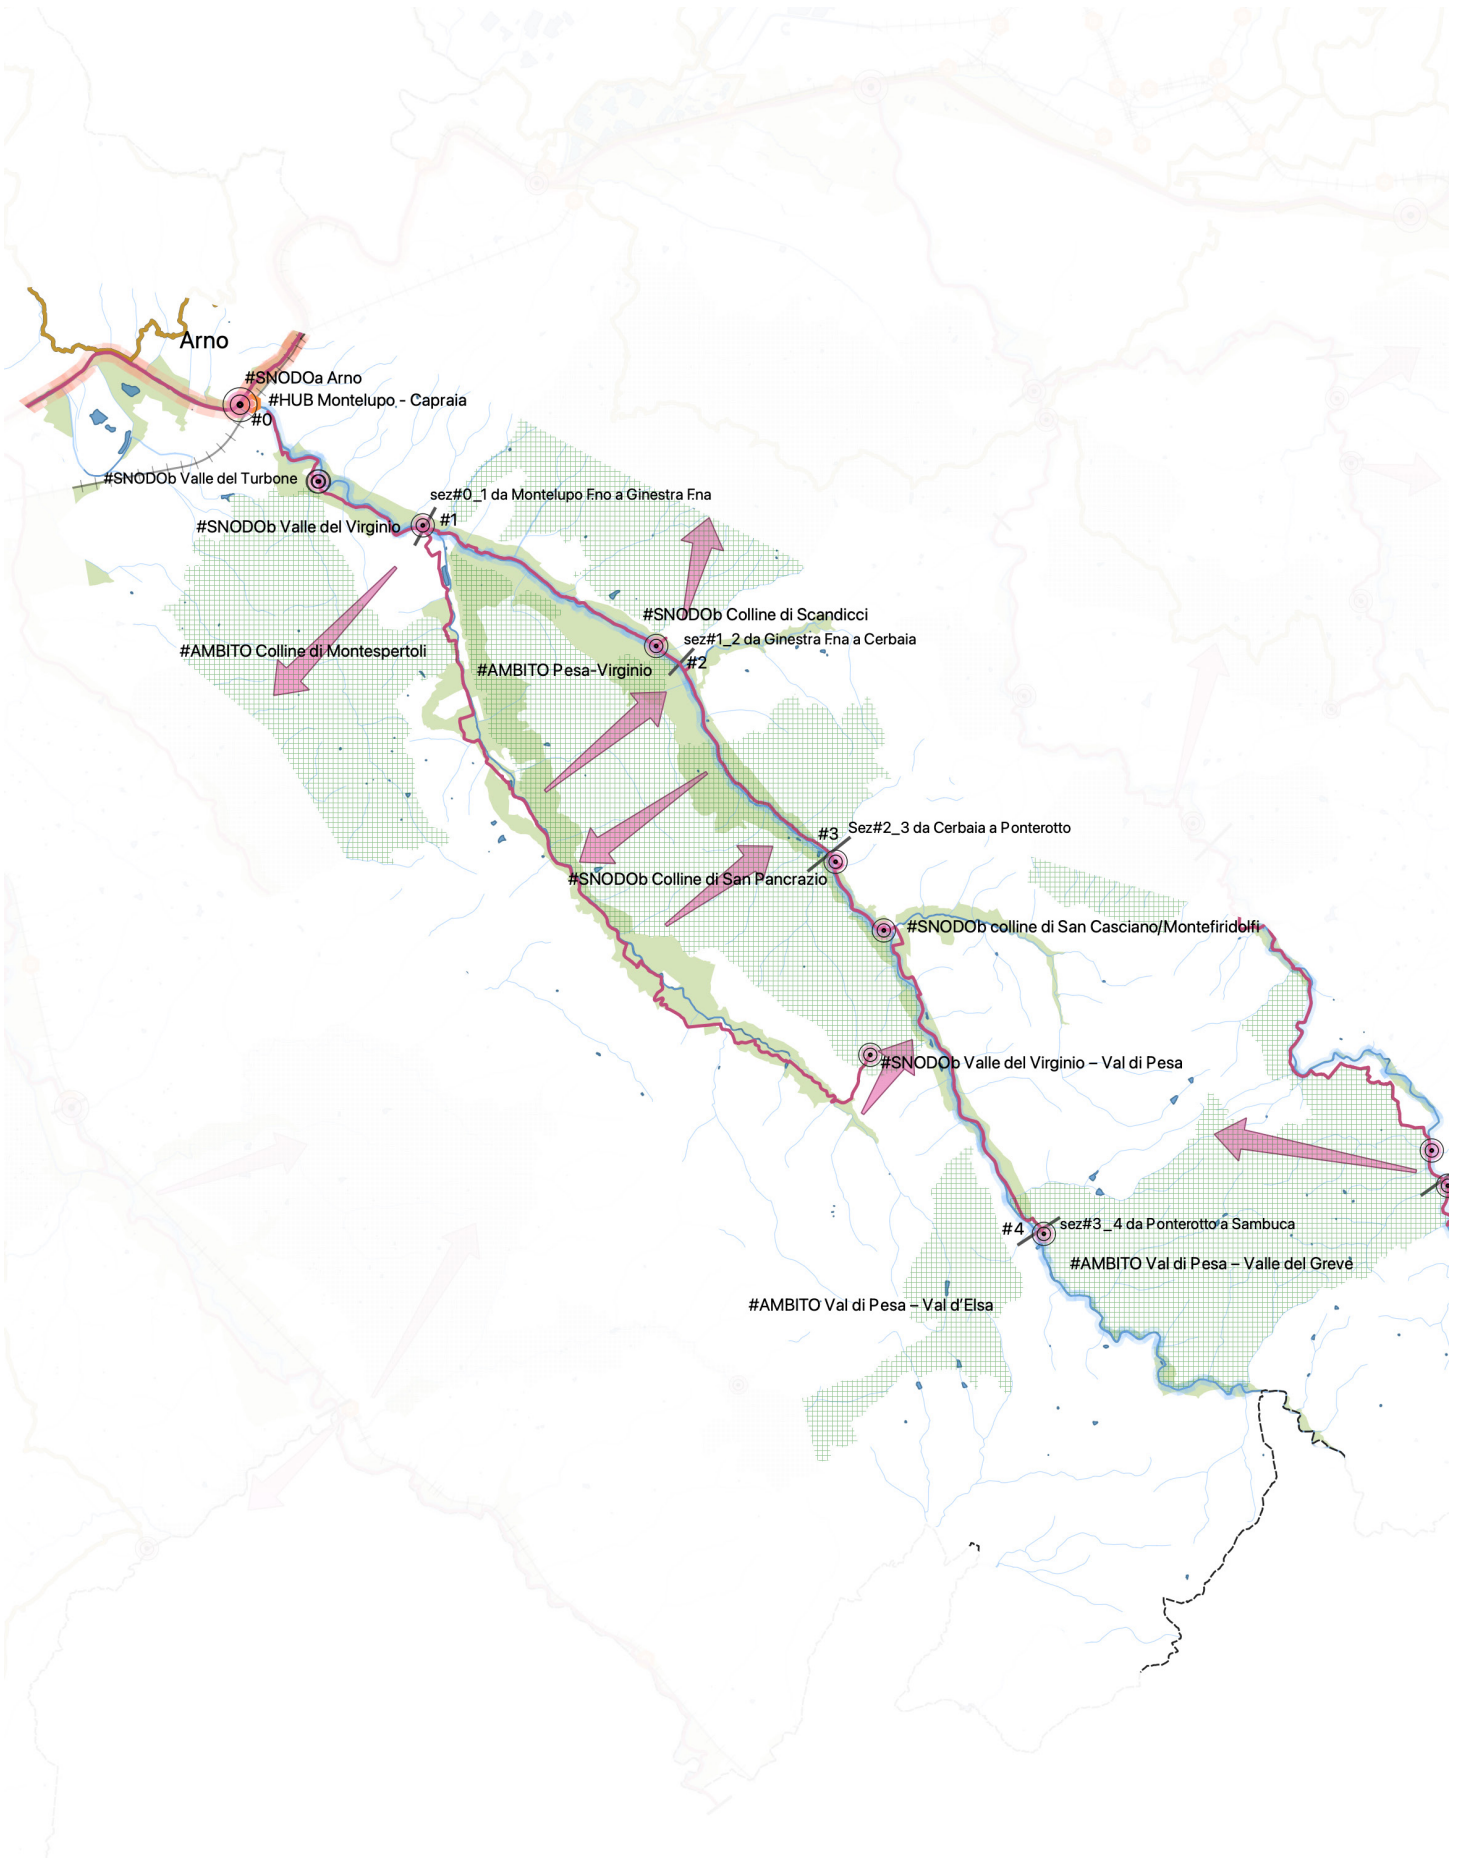 Arno
#SNODOa Arno
#HUB Montelupo - Capraia
#0
#SNODOb Valle del Turbone
sez#0_1 da Montelupo F.no a Ginestra F.na
#1
#SNODOb Valle del Virginio
#SNODOb Colline di Scandicci
sez#1_2 da Ginestra F.na a Cerbaia
#AMBITO Colline di Montespertoli
#2
#AMBITO Pesa-Virginio
Sez#2_3 da Cerbaia a Ponterotto
#3
#SNODOb Colline di San Pancrazio
#SNODOb colline di San Casciano/Montefiridolfi
#SNODOb Valle del Virginio – Val di Pesa
sez#3_4 da Ponterotto a Sambuca
#4
#AMBITO Val di Pesa – Valle del Greve
#AMBITO Val di Pesa – Val d'Elsa